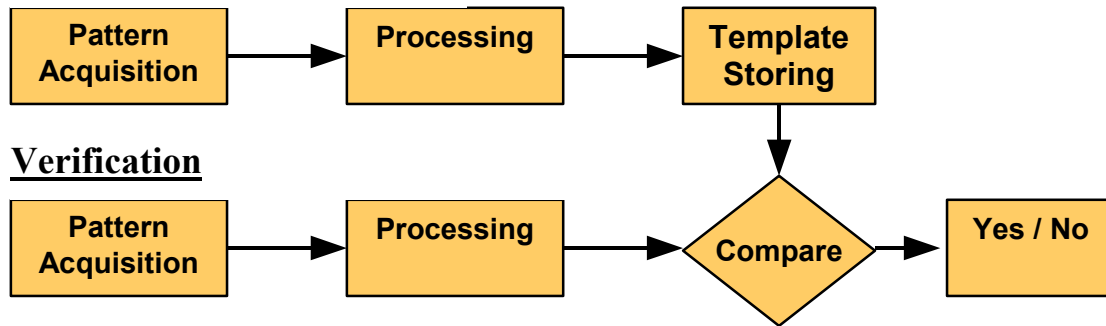 Pattern
Acquisition
Processing
Template
Storing
Verification
Pattern
Acquisition
Processing
Compare
Yes / No